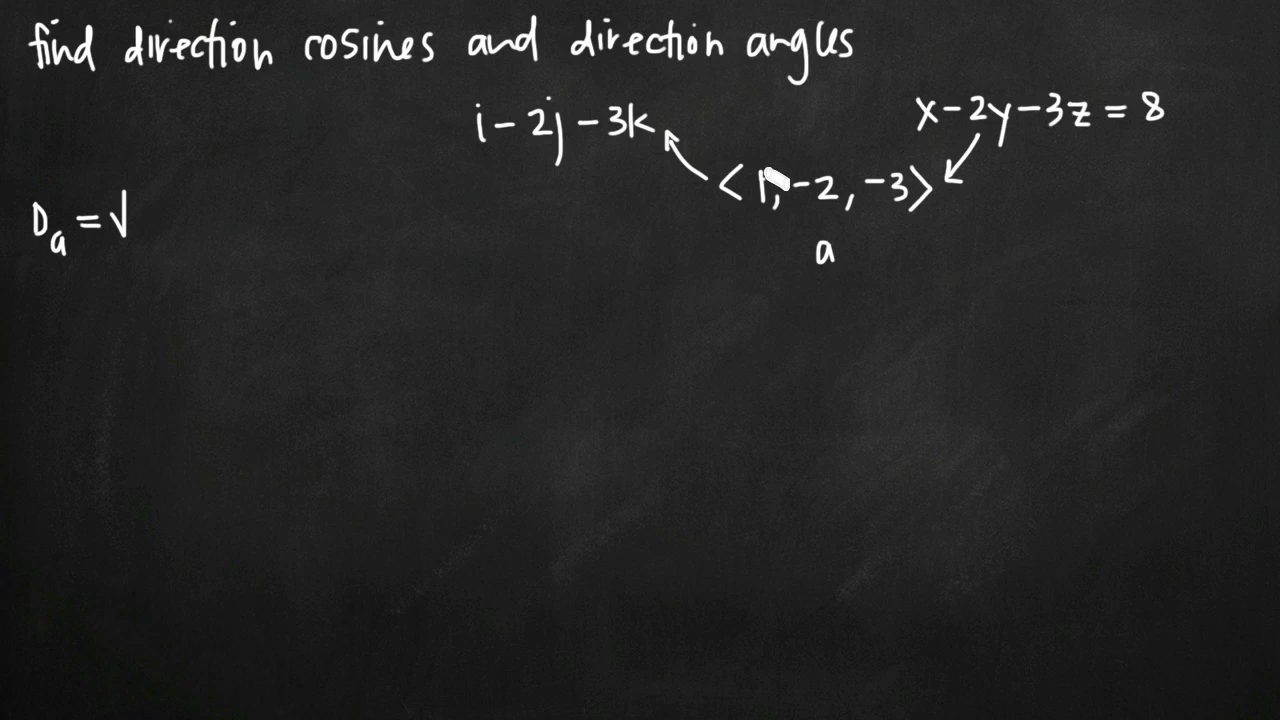 find direction cosines and direction angles
i - 2j - 3k
x - 2y - 3z = 8
< 1, -2, -3 >
D_a = √
a